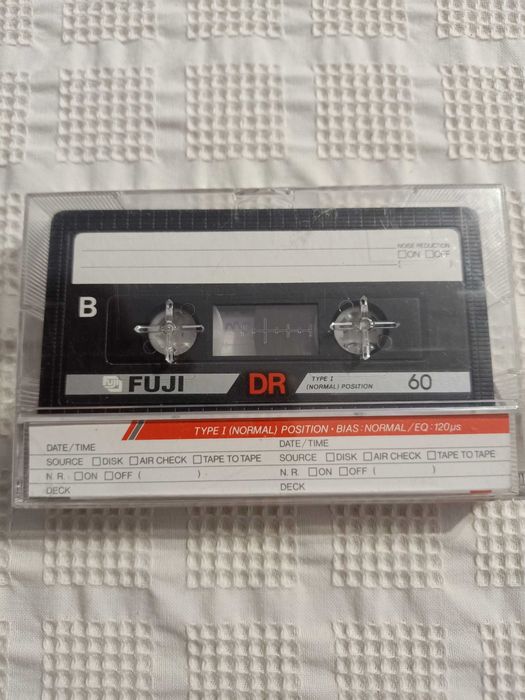 NOISE REDUCTION
□ON □OFF
( )
B
FUJI FUJI DR TYPE I
(NORMAL) POSITION 60
TYPE I (NORMAL) POSITION • BIAS: NORMAL/EQ: 120µs
DATE/TIME DATE/TIME
SOURCE □DISK □AIR CHECK □TAPE TO TAPE SOURCE □DISK □AIR CHECK □TAPE TO TAPE
N. R. □ON □OFF ( ) N. R. □ON □OFF ( )
DECK DECK